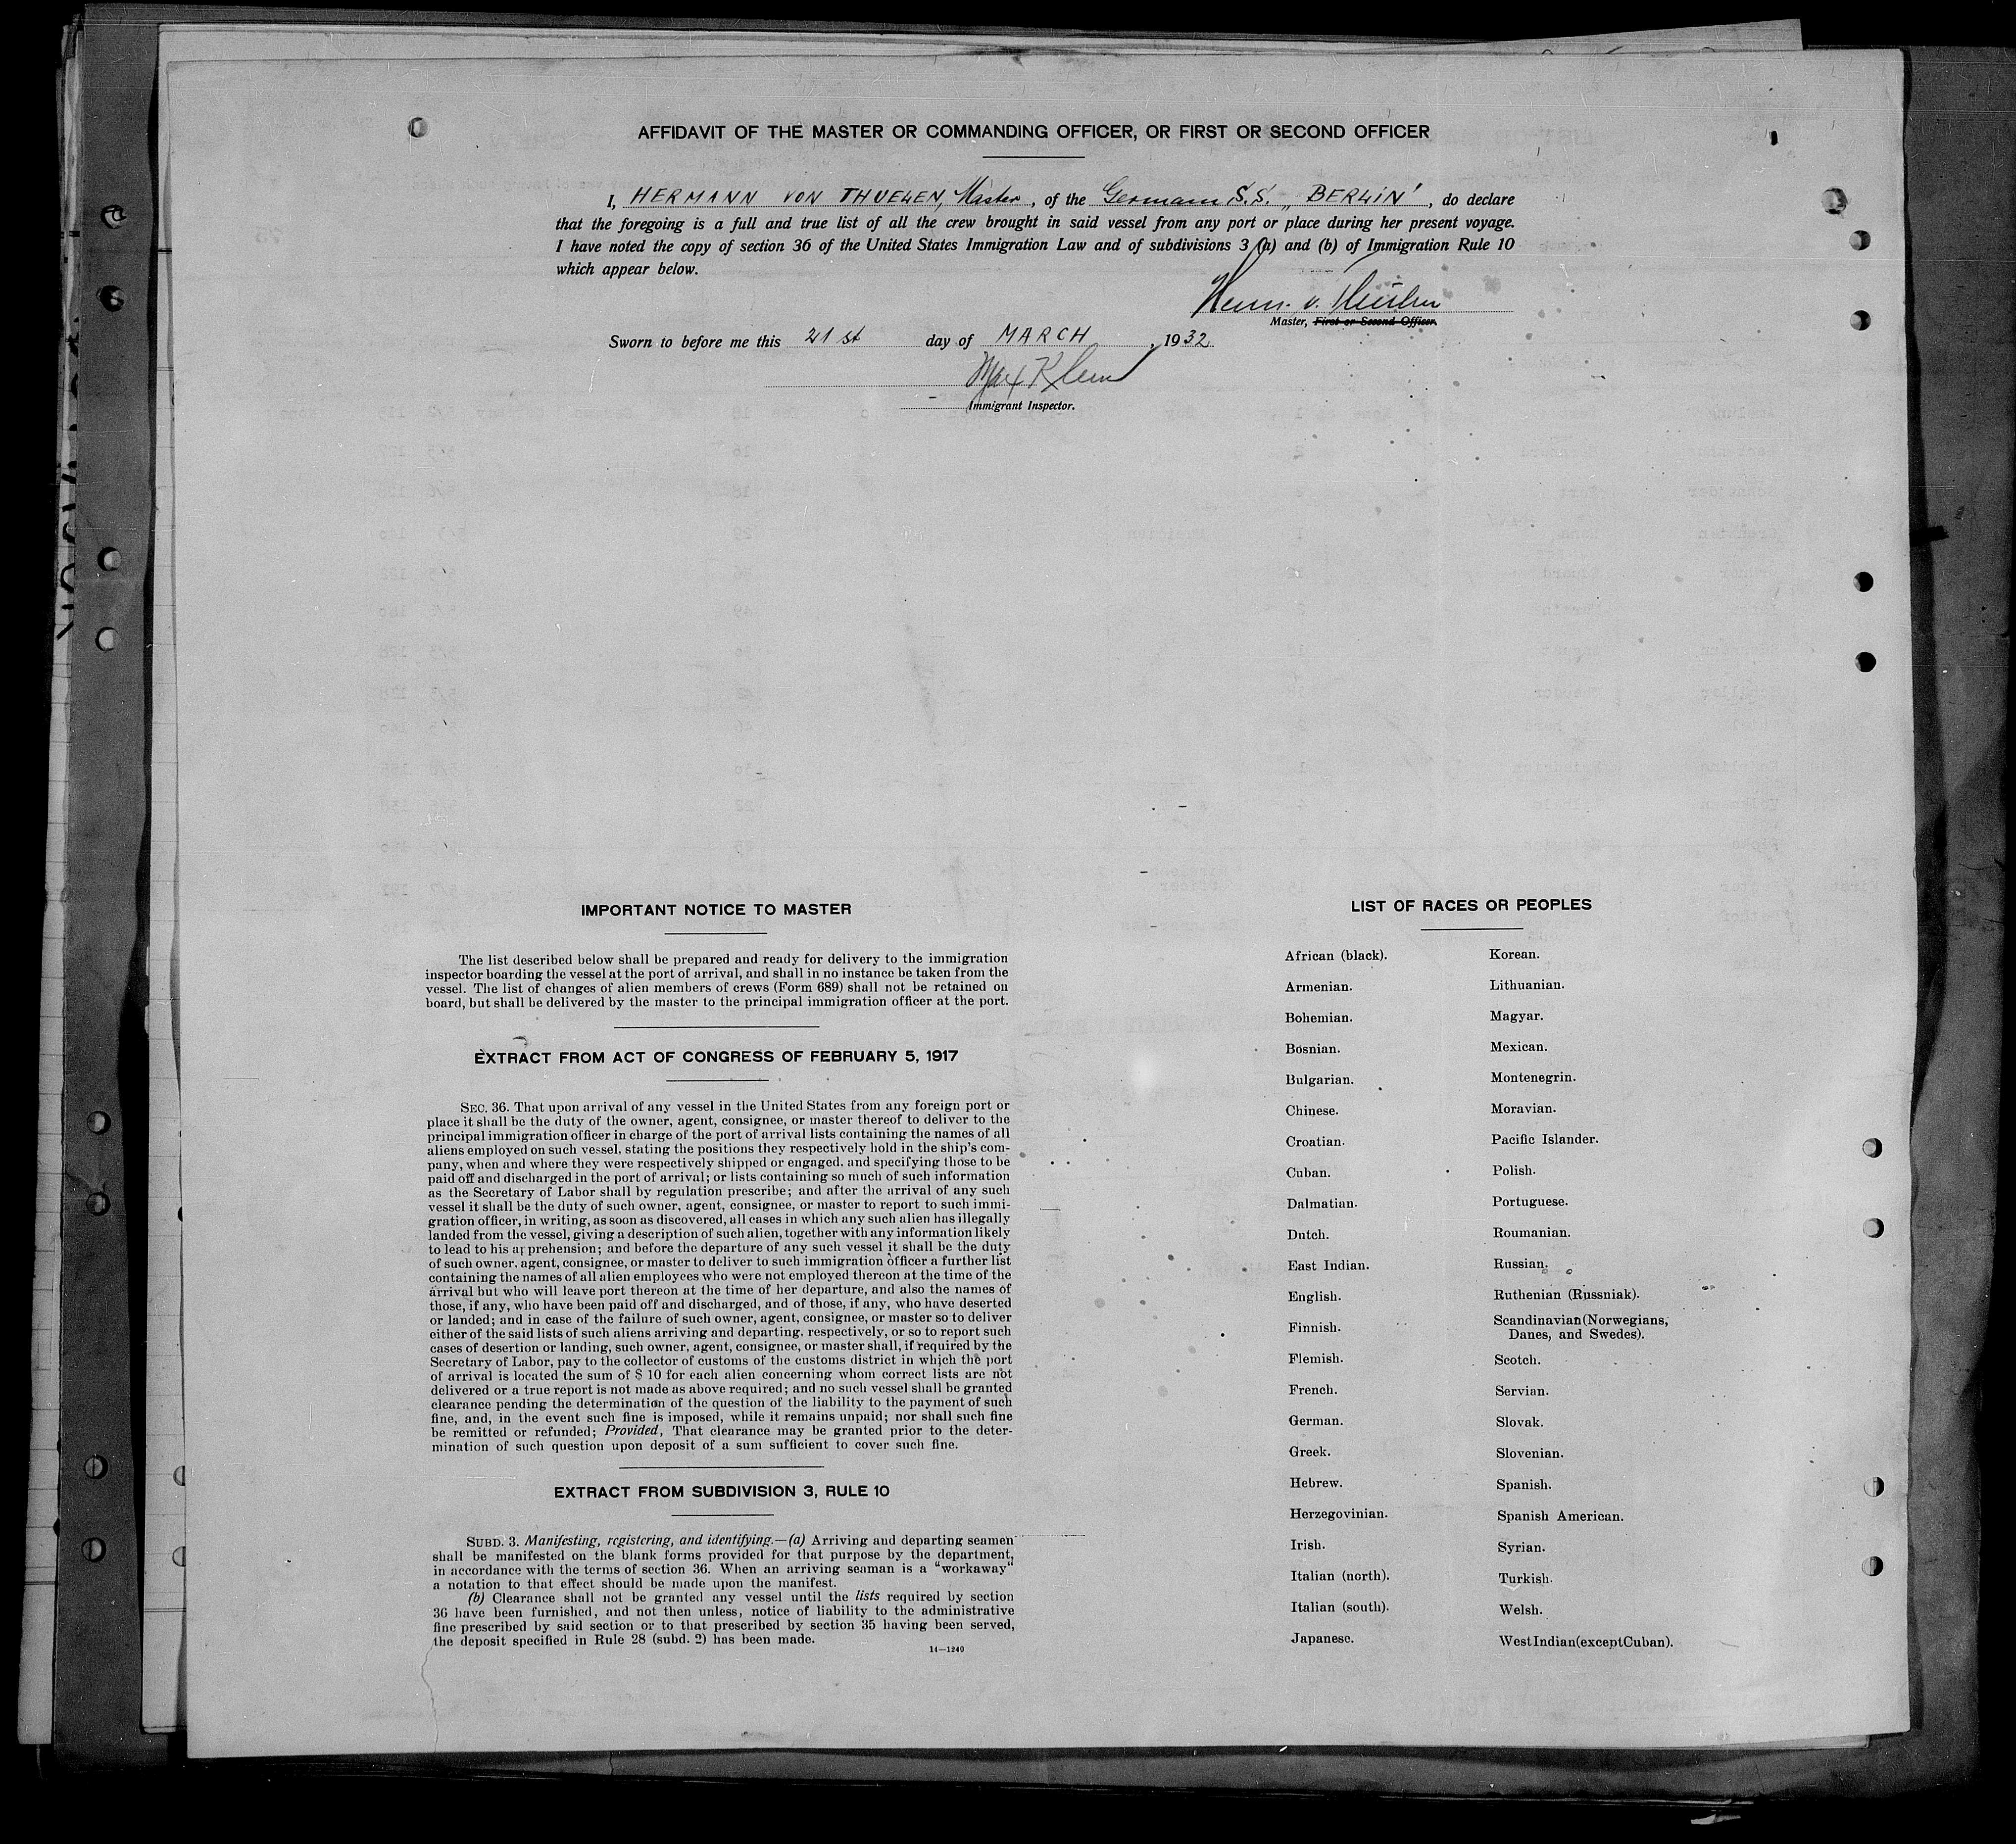 AFFIDAVIT OF THE MASTER OR COMMANDING OFFICER, OR FIRST OR SECOND OFFICER
I, HERMANN VON THUELEN, Master, of the German S.S. „BERLIN", do declare
that the foregoing is a full and true list of all the crew brought in said vessel from any port or place during her present voyage.
I have noted the copy of section 36 of the United States Immigration Law and of subdivisions 3 (a) and (b) of Immigration Rule 10
which appear below.
Herm. v. Thülen
Master, First or Second Officer.
Sworn to before me this 21st day of MARCH, 1932
Max Klein
Immigrant Inspector.
IMPORTANT NOTICE TO MASTER
The list described below shall be prepared and ready for delivery to the immigration
inspector boarding the vessel at the port of arrival, and shall in no instance be taken from the
vessel. The list of changes of alien members of crews (Form 689) shall not be retained on
board, but shall be delivered by the master to the principal immigration officer at the port.
EXTRACT FROM ACT OF CONGRESS OF FEBRUARY 5, 1917
SEC. 36. That upon arrival of any vessel in the United States from any foreign port or
place it shall be the duty of the owner, agent, consignee, or master thereof to deliver to the
principal immigration officer in charge of the port of arrival lists containing the names of all
aliens employed on such vessel, stating the positions they respectively hold in the ship's com-
pany, when and where they were respectively shipped or engaged, and specifying those to be
paid off and discharged in the port of arrival; or lists containing so much of such information
as the Secretary of Labor shall by regulation prescribe; and after the arrival of any such
vessel it shall be the duty of such owner, agent, consignee, or master to report to such immi-
gration officer, in writing, as soon as discovered, all cases in which any such alien has illegally
landed from the vessel, giving a description of such alien, together with any information likely
to lead to his apprehension; and before the departure of any such vessel it shall be the duty
of such owner, agent, consignee, or master to deliver to such immigration officer a further list
containing the names of all alien employees who were not employed thereon at the time of the
arrival but who will leave port thereon at the time of her departure, and also the names of
those, if any, who have been paid off and discharged, and of those, if any, who have deserted
or landed; and in case of the failure of such owner, agent, consignee, or master so to deliver
either of the said lists of such aliens arriving and departing, respectively, or so to report such
cases of desertion or landing, such owner, agent, consignee, or master shall, if required by the
Secretary of Labor, pay to the collector of customs of the customs district in which the port
of arrival is located the sum of $ 10 for each alien concerning whom correct lists are not
delivered or a true report is not made as above required; and no such vessel shall be granted
clearance pending the determination of the question of the liability to the payment of such
fine, and, in the event such fine is imposed, while it remains unpaid; nor shall such fine
be remitted or refunded; Provided, That clearance may be granted prior to the deter-
mination of such question upon deposit of a sum sufficient to cover such fine.
EXTRACT FROM SUBDIVISION 3, RULE 10
SUBD. 3. Manifesting, registering, and identifying.—(a) Arriving and departing seamen
shall be manifested on the blank forms provided for that purpose by the department,
in accordance with the terms of section 36. When an arriving seaman is a "workaway"
a notation to that effect should be made upon the manifest.
(b) Clearance shall not be granted any vessel until the lists required by section
36 have been furnished, and not then unless, notice of liability to the administrative
fine prescribed by said section or to that prescribed by section 35 having been served,
the deposit specified in Rule 28 (subd. 2) has been made.
14—1240
LIST OF RACES OR PEOPLES
African (black).
Armenian.
Bohemian.
Bosnian.
Bulgarian.
Chinese.
Croatian.
Cuban.
Dalmatian.
Dutch.
East Indian.
English.
Finnish.
Flemish.
French.
German.
Greek.
Hebrew.
Herzegovinian.
Irish.
Italian (north).
Italian (south).
Japanese.
Korean.
Lithuanian.
Magyar.
Mexican.
Montenegrin.
Moravian.
Pacific Islander.
Polish.
Portuguese.
Roumanian.
Russian.
Ruthenian (Russniak).
Scandinavian (Norwegians,
Danes, and Swedes).
Scotch.
Servian.
Slovak.
Slovenian.
Spanish.
Spanish American.
Syrian.
Turkish.
Welsh.
West Indian (except Cuban).